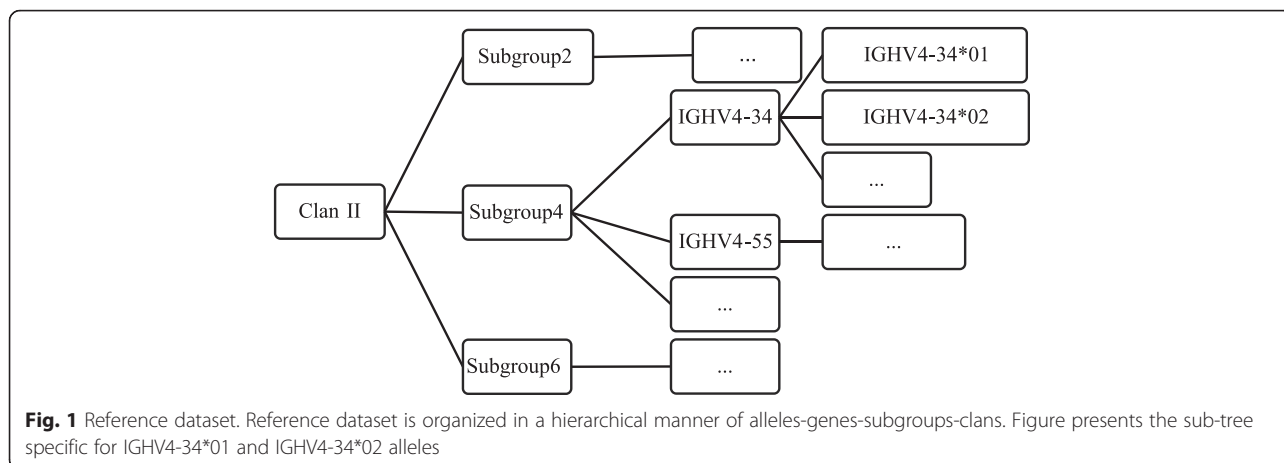 Subgroup2
...
IGHV4-34*01
IGHV4-34
IGHV4-34*02
...
Clan II
Subgroup4
IGHV4-55
...
...
Subgroup6
...
Fig. 1 Reference dataset. Reference dataset is organized in a hierarchical manner of alleles-genes-subgroups-clans. Figure presents the sub-tree
specific for IGHV4-34*01 and IGHV4-34*02 alleles